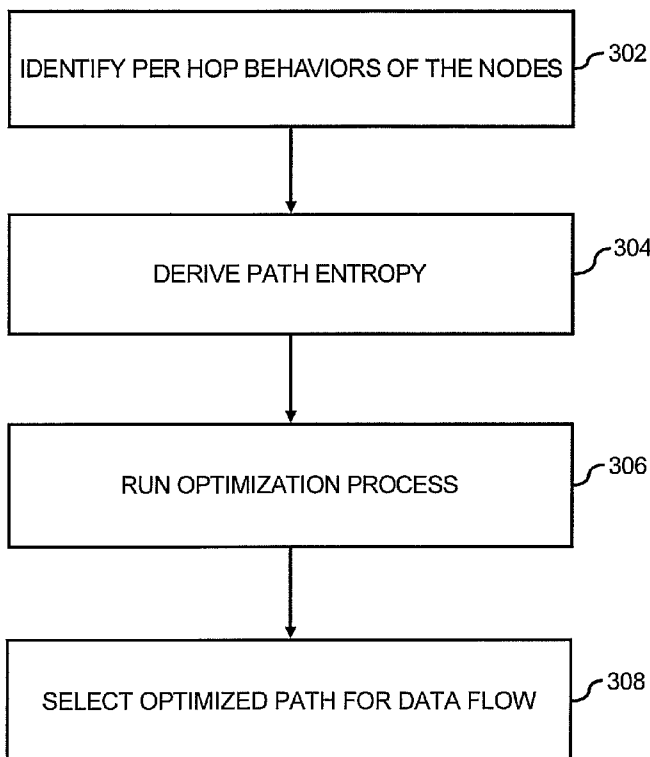 IDENTIFY PER HOP BEHAVIORS OF THE NODES
302
DERIVE PATH ENTROPY
304
RUN OPTIMIZATION PROCESS
306
SELECT OPTIMIZED PATH FOR DATA FLOW
308